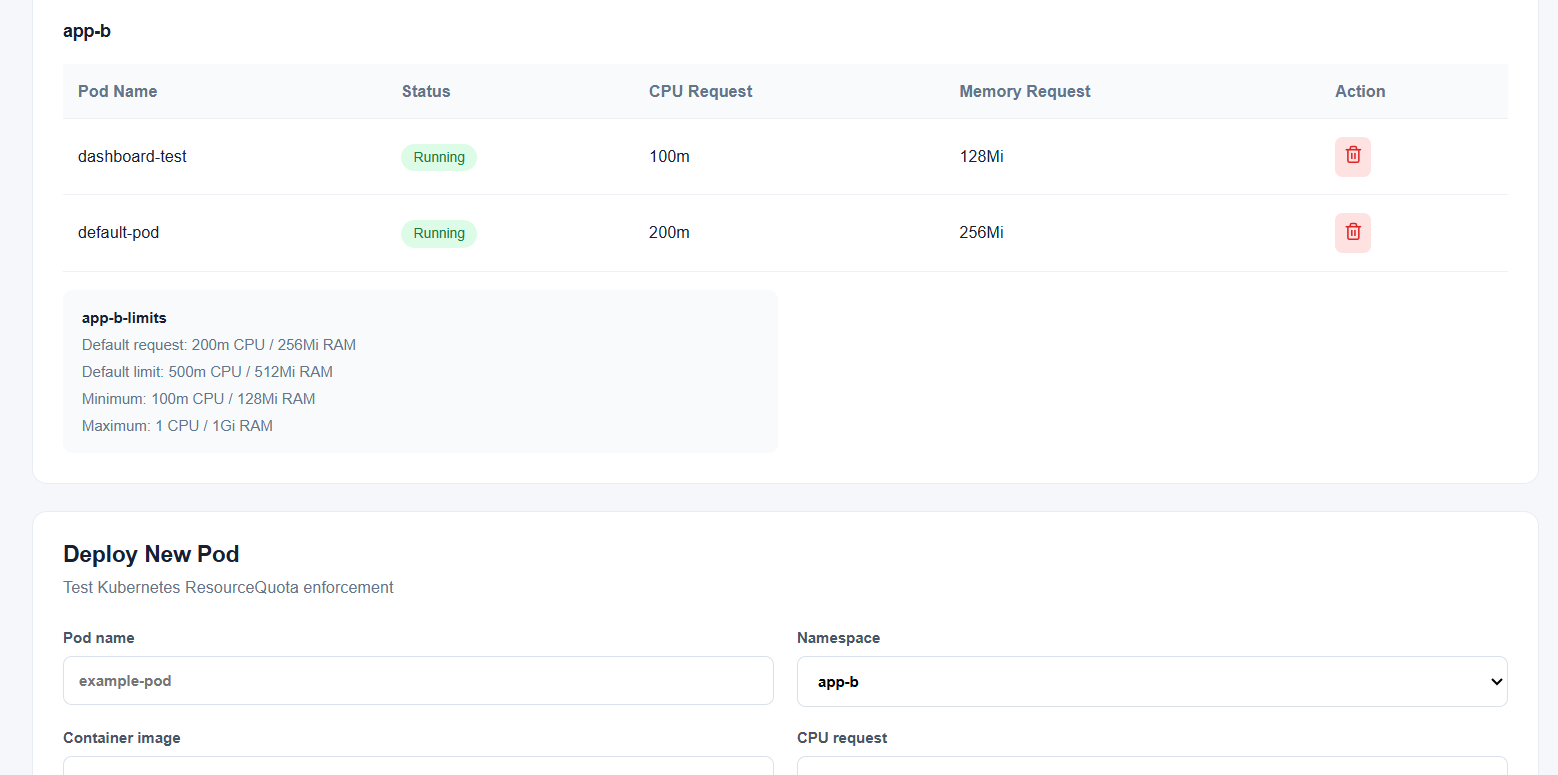 app-b
Pod Name Status CPU Request Memory Request Action
dashboard-test Running 100m 128Mi
default-pod Running 200m 256Mi
app-b-limits
Default request: 200m CPU / 256Mi RAM
Default limit: 500m CPU / 512Mi RAM
Minimum: 100m CPU / 128Mi RAM
Maximum: 1 CPU / 1Gi RAM
Deploy New Pod
Test Kubernetes ResourceQuota enforcement
Pod name Namespace
example-pod app-b
Container image CPU request